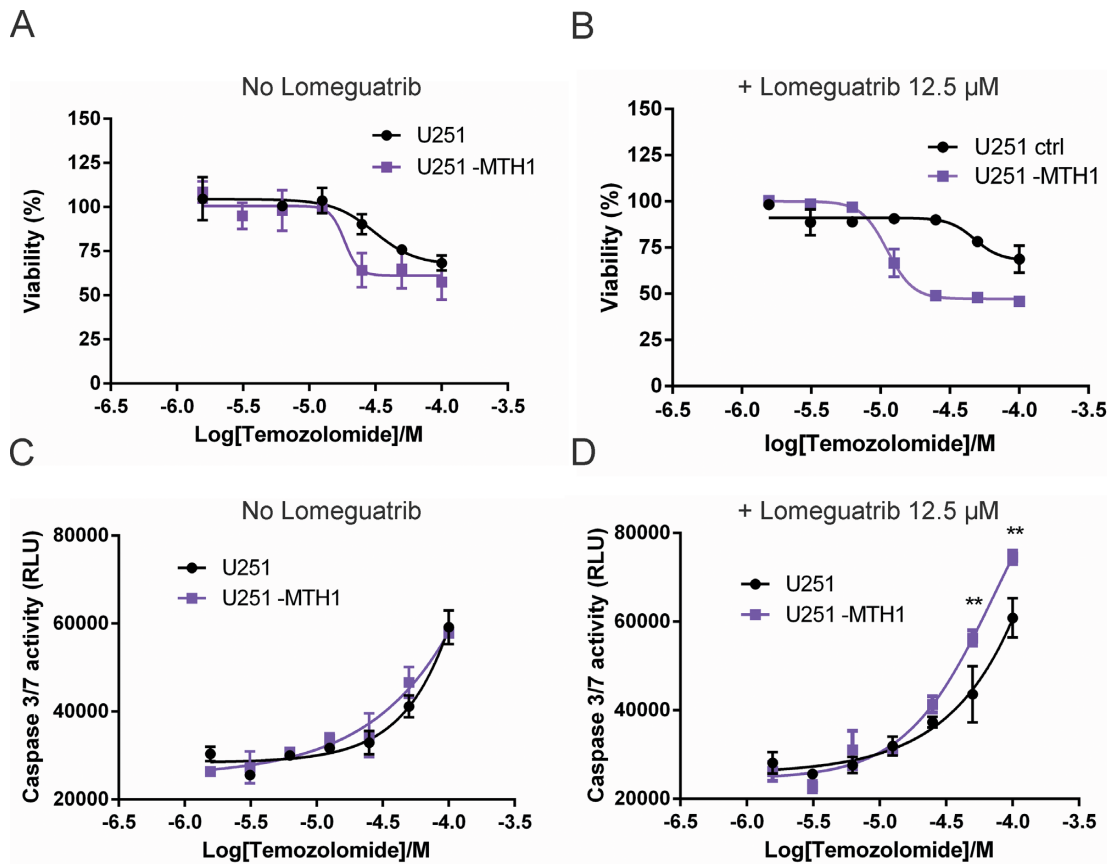 A
No Lomeguatrib
150
125
100
75
50
25
0
Viability (%)
U251
U251 -MTH1
-6.5 -6.0 -5.5 -5.0 -4.5 -4.0 -3.5
Log[Temozolomide]/M
B
+ Lomeguatrib 12.5 µM
150
125
100
75
50
25
0
Viability (%)
U251 ctrl
U251 -MTH1
-6.5 -6.0 -5.5 -5.0 -4.5 -4.0 -3.5
log[Temozolomide]/M
C
No Lomeguatrib
80000
60000
40000
20000
Caspase 3/7 activity (RLU)
U251
U251 -MTH1
-6.5 -6.0 -5.5 -5.0 -4.5 -4.0 -3.5
Log[Temozolomide]/M
D
+ Lomeguatrib 12.5 µM
80000
60000
40000
20000
Caspase 3/7 activity (RLU)
U251
U251 -MTH1
**
**
-6.5 -6.0 -5.5 -5.0 -4.5 -4.0 -3.5
Log[Temozolomide]/M